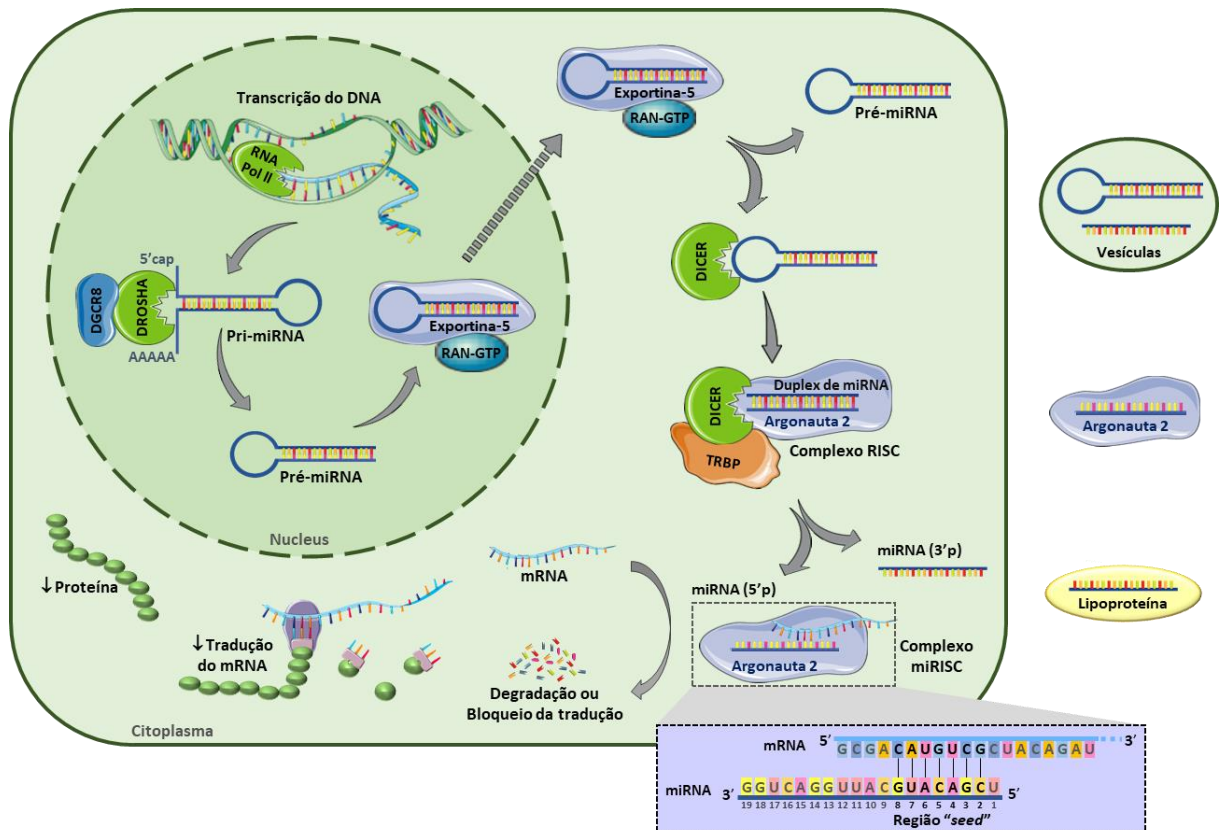 Transcrição do DNA
RNA
Pol II
5'cap
DGCR8
DROSHA
AAAAA
Pri-miRNA
Exportina-5
RAN-GTP
Pré-miRNA
Nucleus
Exportina-5
RAN-GTP
Pré-miRNA
DICER
DICER
Duplex de miRNA
Argonauta 2
TRBP
Complexo RISC
miRNA (3'p)
miRNA (5'p)
Argonauta 2
Complexo
miRISC
mRNA
Degradação ou
Bloqueio da tradução
↓Tradução
do mRNA
↓Proteína
Citoplasma
Vesículas
Argonauta 2
Lipoproteína
mRNA 5' G C G A C A U G U C G C U A C A G A U 3'
miRNA 3' G G U C A G G U U A C G U A C A G C U 5'
19 18 17 16 15 14 13 12 11 10 9 8 7 6 5 4 3 2 1
Região "seed"